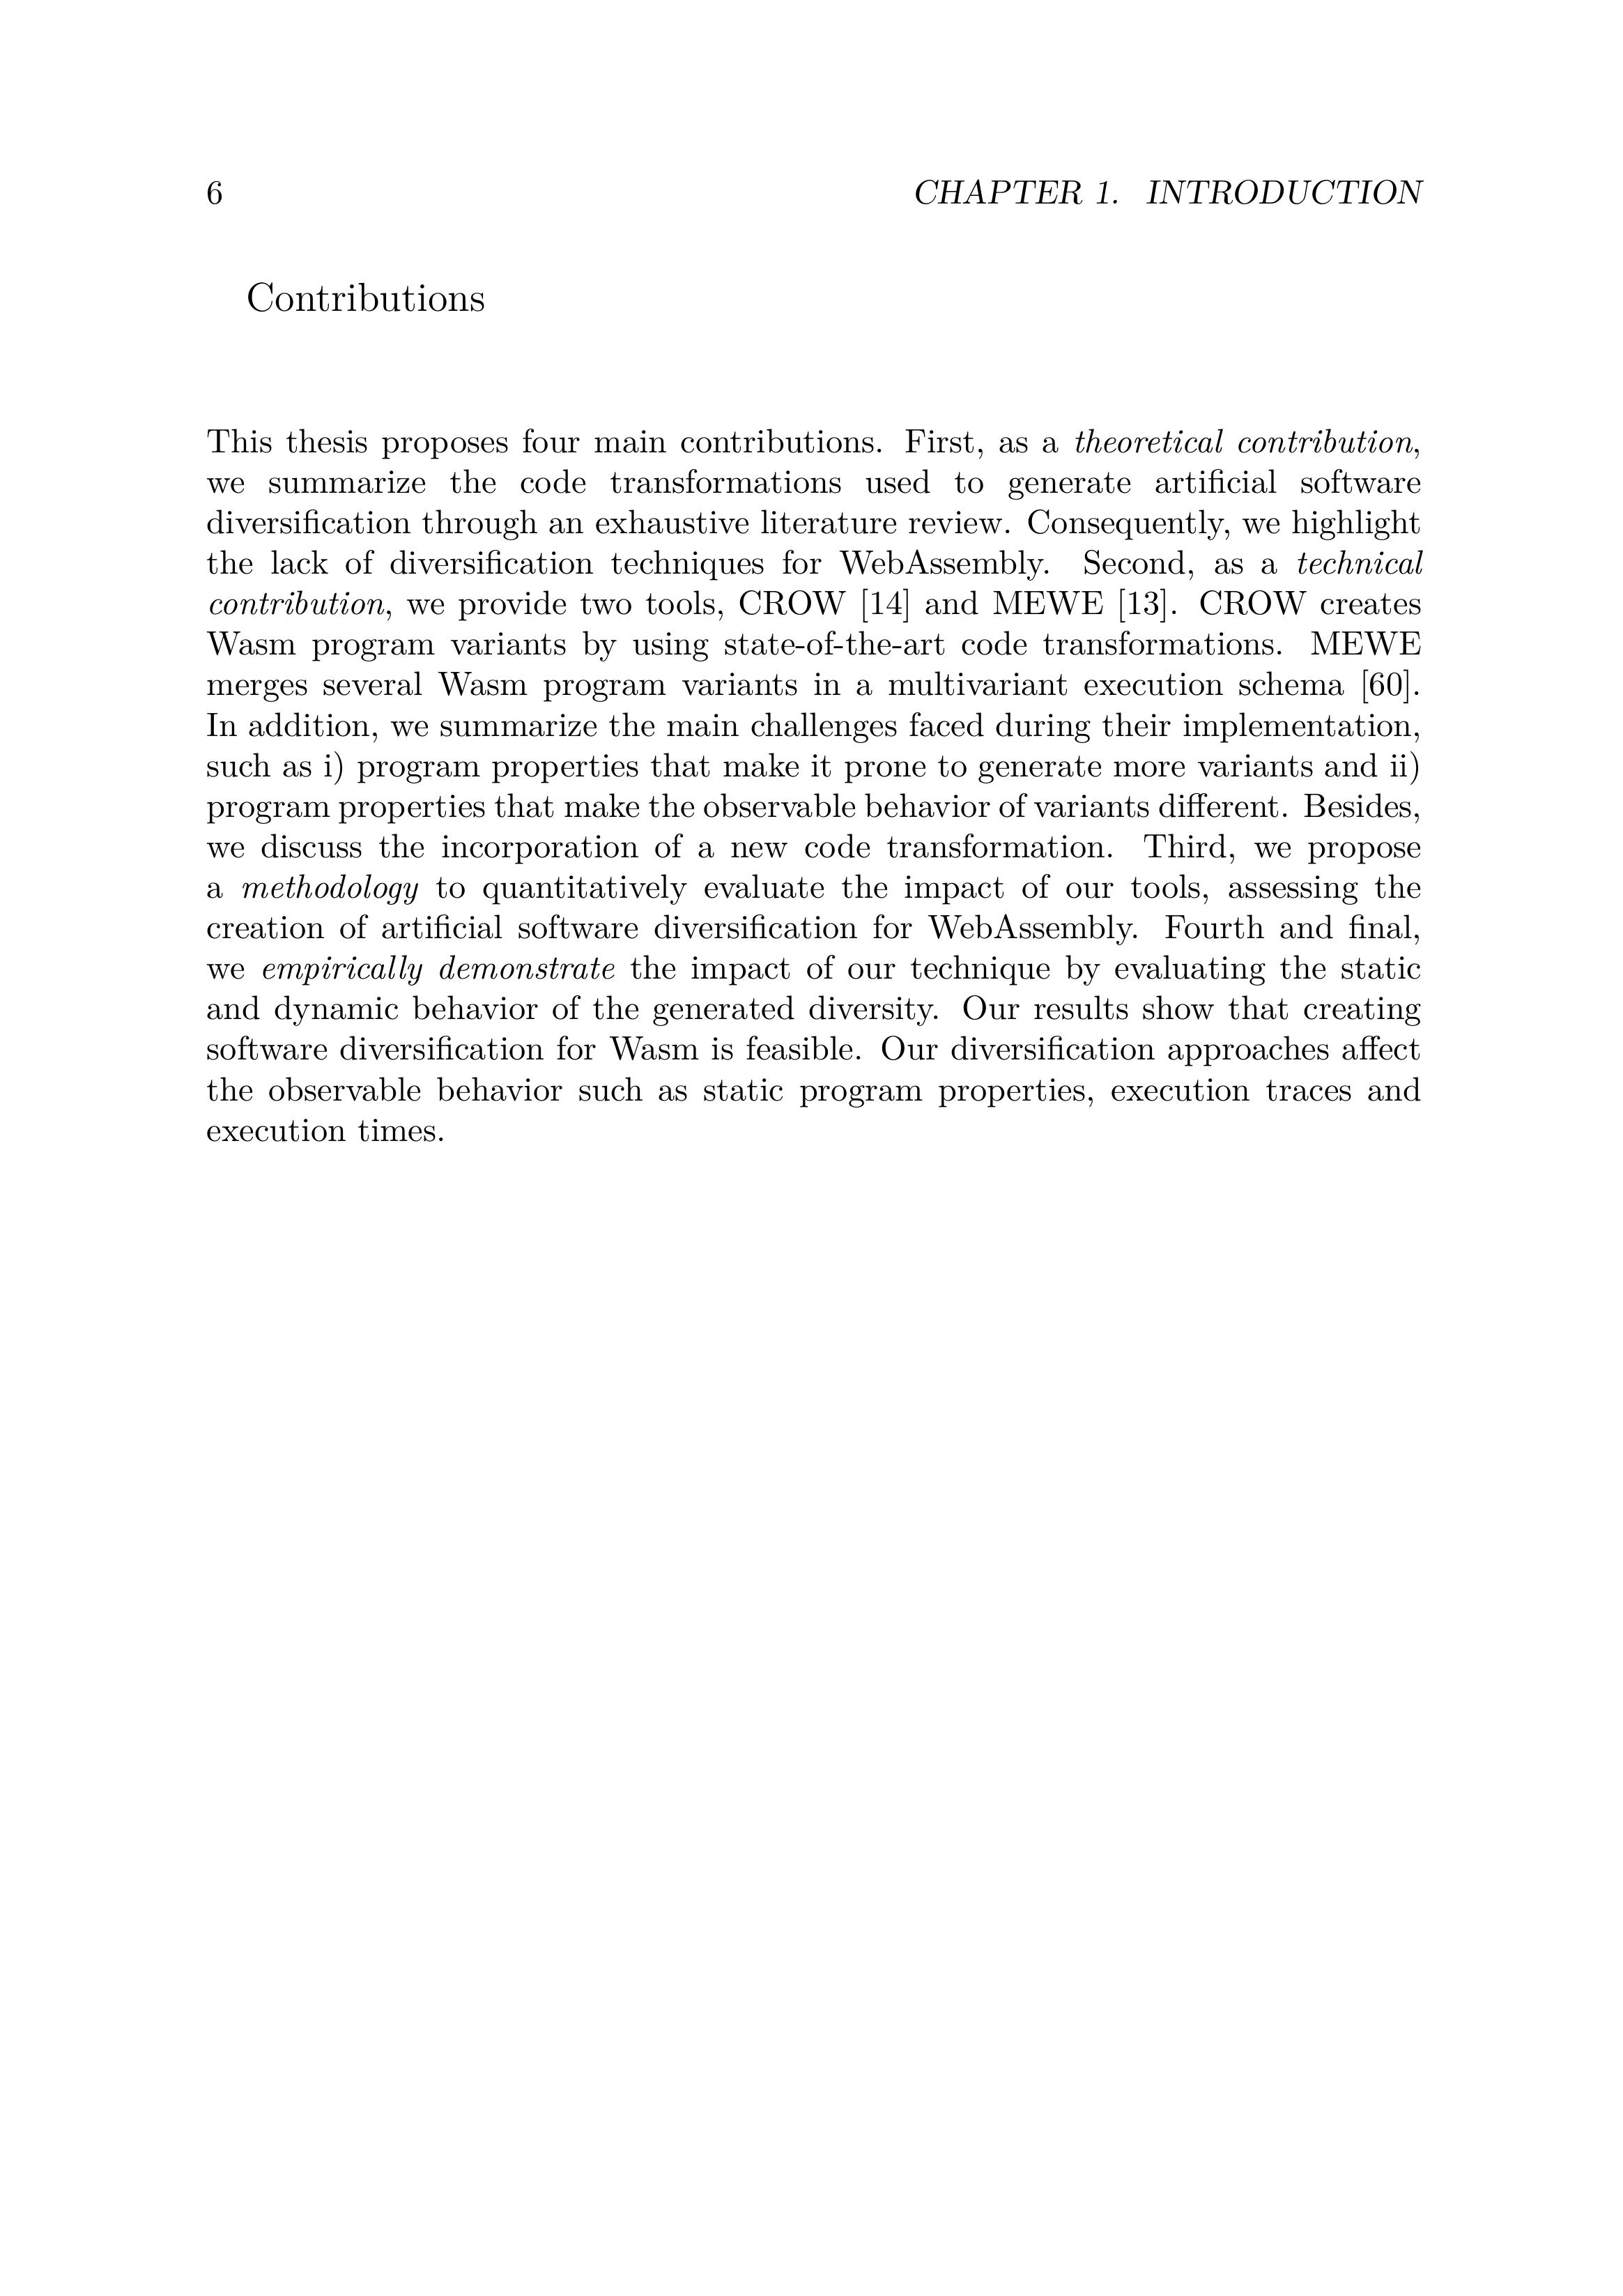 6 CHAPTER 1. INTRODUCTION
Contributions
This thesis proposes four main contributions. First, as a theoretical contribution,
we summarize the code transformations used to generate artificial software
diversification through an exhaustive literature review. Consequently, we highlight
the lack of diversification techniques for WebAssembly. Second, as a technical
contribution, we provide two tools, CROW [14] and MEWE [13]. CROW creates
Wasm program variants by using state-of-the-art code transformations. MEWE
merges several Wasm program variants in a multivariant execution schema [60].
In addition, we summarize the main challenges faced during their implementation,
such as i) program properties that make it prone to generate more variants and ii)
program properties that make the observable behavior of variants different. Besides,
we discuss the incorporation of a new code transformation. Third, we propose
a methodology to quantitatively evaluate the impact of our tools, assessing the
creation of artificial software diversification for WebAssembly. Fourth and final,
we empirically demonstrate the impact of our technique by evaluating the static
and dynamic behavior of the generated diversity. Our results show that creating
software diversification for Wasm is feasible. Our diversification approaches affect
the observable behavior such as static program properties, execution traces and
execution times.